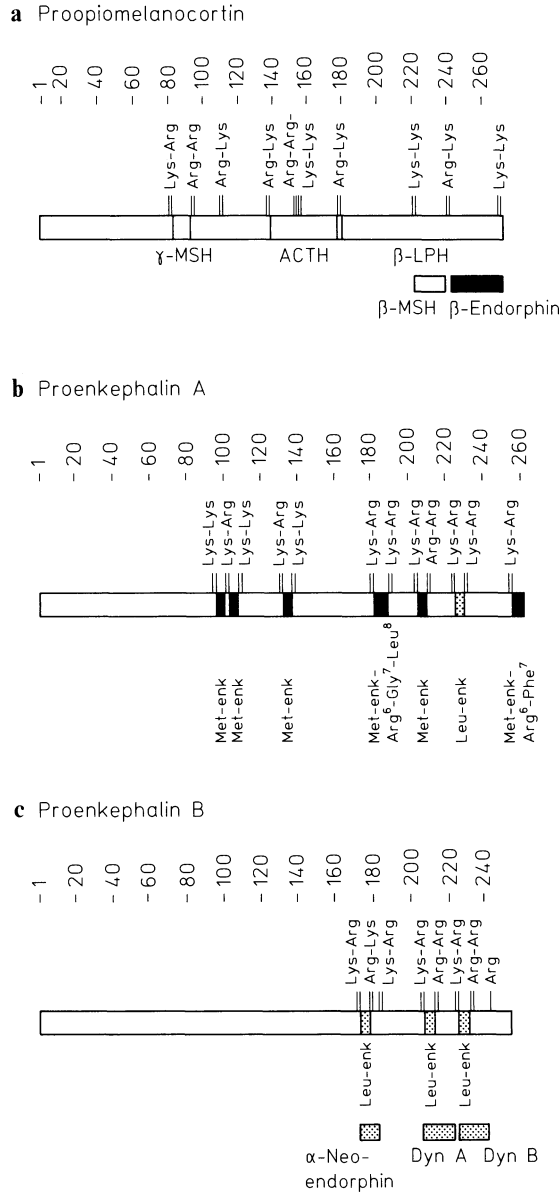 a Proopiomelanocortin
1 20 40 60 80 100 120 140 160 180 200 220 240 260
Lys-Arg Arg-Arg Arg-Lys Arg-Lys Arg-Arg- Lys-Lys Arg-Lys Lys-Lys Arg-Lys Lys-Lys
γ-MSH ACTH β-LPH
β-MSH β-Endorphin
b Proenkephalin A
1 20 40 60 80 100 120 140 160 180 200 220 240 260
Lys-Lys Lys-Arg Lys-Lys Lys-Arg Lys-Lys Lys-Arg Lys-Arg Lys-Arg Arg-Arg Lys-Arg Lys-Arg Lys-Arg
Met-enk Met-enk Met-enk Met-enk- Arg⁶-Gly⁷-Leu⁸ Met-enk Leu-enk Met-enk- Arg⁶-Phe⁷
c Proenkephalin B
1 20 40 60 80 100 120 140 160 180 200 220 240
Lys-Arg Arg-Lys Lys-Arg Lys-Arg Arg-Arg Lys-Arg Arg-Arg Arg
Leu-enk Leu-enk Leu-enk
α-Neo- Dyn A Dyn B
endorphin